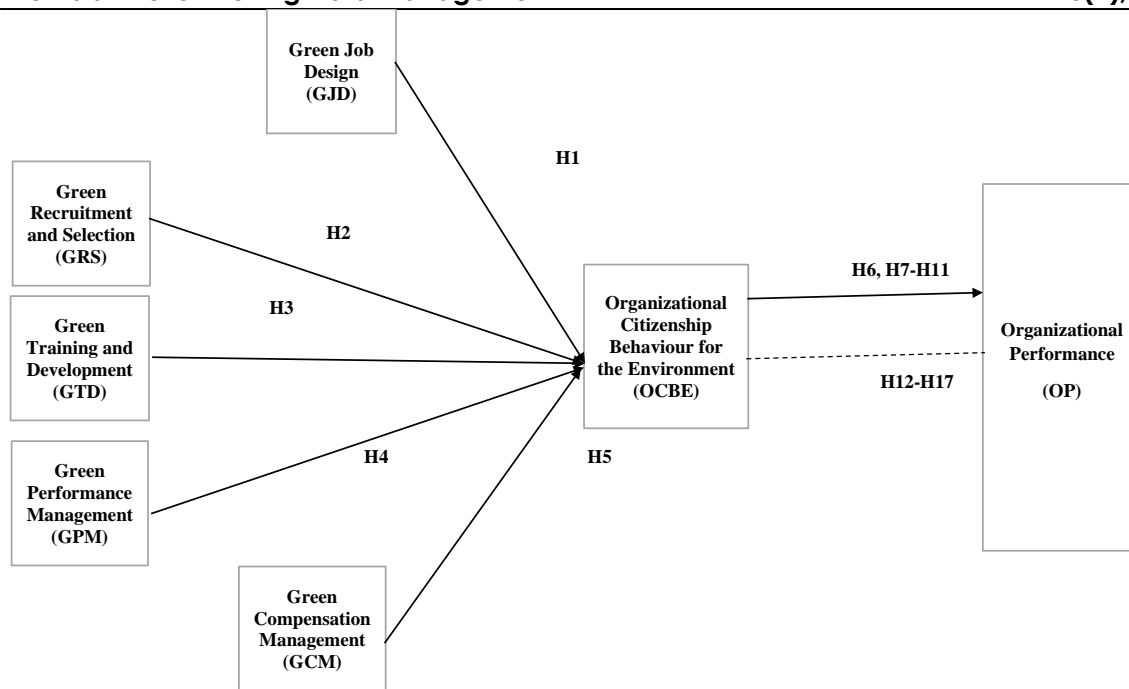 Green Job
Design
(GJD)
H1
Green
Recruitment
and Selection
(GRS)
H2
H3
Green
Training and
Development
(GTD)
Organizational
Citizenship
Behaviour for
the Environment
(OCBE)
H6, H7-H11
H12-H17
Organizational
Performance
(OP)
Green
Performance
Management
(GPM)
H4
H5
Green
Compensation
Management
(GCM)